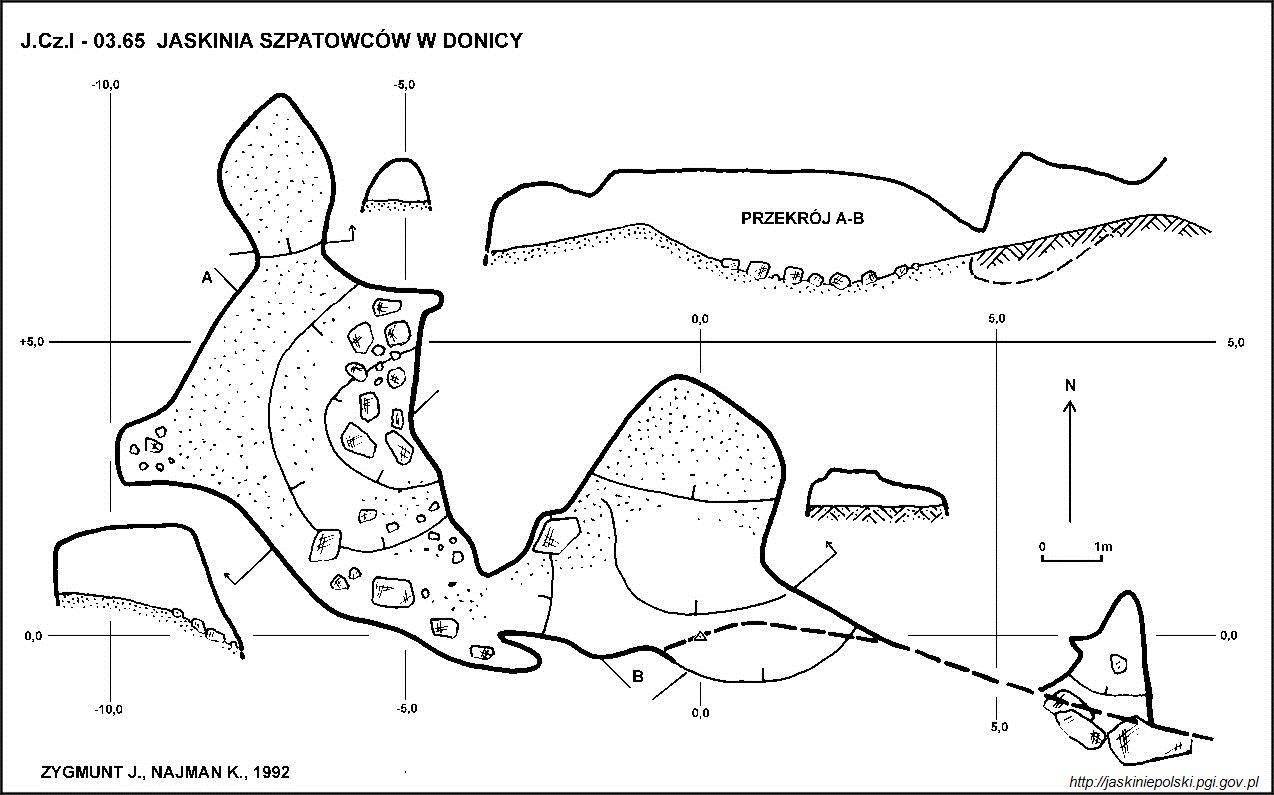 J.Cz.I - 03.65 JASKINIA SZPATOWCÓW W DONICY
-10,0
-5,0
PRZEKRÓJ A-B
A
0,0
5,0
+5,0
5,0
N
0
1m
0,0
0,0
B
-10,0
-5,0
0,0
5,0
ZYGMUNT J., NAJMAN K., 1992
http://jaskiniepolski.pgi.gov.pl